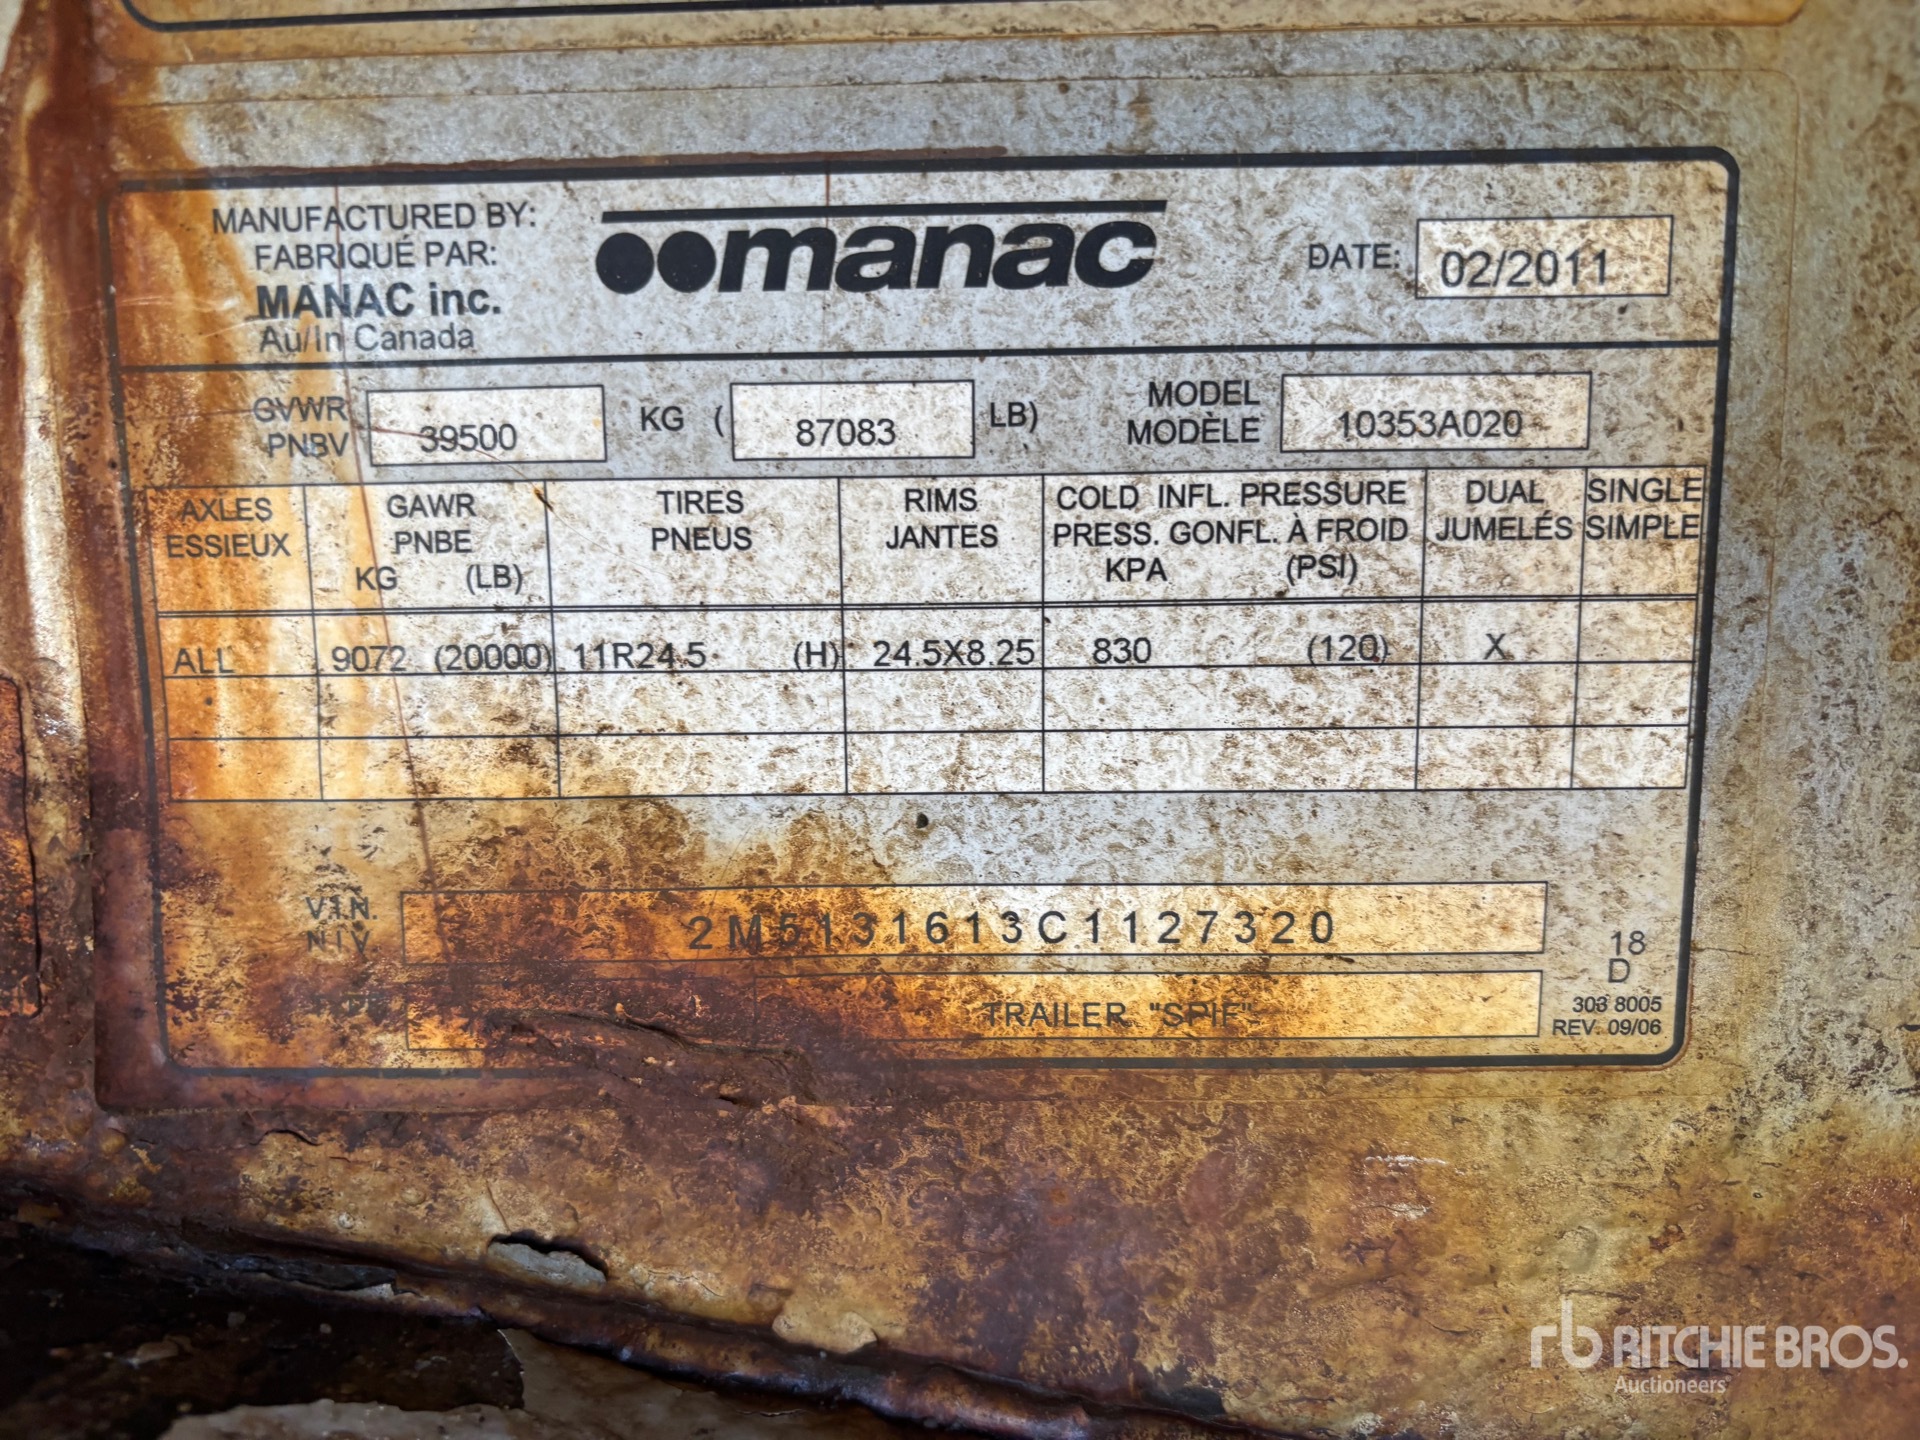 MANUFACTURED BY:
FABRIQUÉ PAR:
MANAC inc.
Au/In Canada
manac
DATE: 02/2011
GVWR
PNBV
39500 KG ( 87083 LB)
MODEL
MODÈLE
10353A020
AXLES
ESSIEUX
GAWR
PNBE
KG (LB)
TIRES
PNEUS
RIMS
JANTES
COLD INFL. PRESSURE
PRESS. GONFL. À FROID
KPA (PSI)
DUAL
JUMELÉS
SINGLE
SIMPLE
ALL 9072 (20000) 11R24.5 (H) 24.5X8.25 830 (120) X
V.I.N.
N.I.V.
2M5131613C1127320
TRAILER "SPIF"
18
D
303 8005
REV. 09/06
rb RITCHIE BROS.
Auctioneers